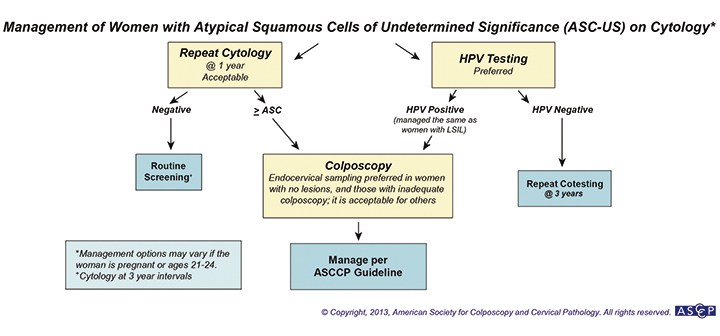 Management of Women with Atypical Squamous Cells of Undetermined Significance (ASC-US) on Cytology*
Repeat Cytology
@ 1 year
Acceptable
HPV Testing
Preferred
Negative
≥ ASC
HPV Positive
(managed the same as
women with LSIL)
HPV Negative
Routine
Screening+
Colposcopy
Endocervical sampling preferred in women
with no lesions, and those with inadequate
colposcopy; it is acceptable for others
Repeat Cotesting
@ 3 years
Manage per
ASCCP Guideline
*Management options may vary if the
woman is pregnant or ages 21-24.
+Cytology at 3 year intervals
© Copyright, 2013, American Society for Colposcopy and Cervical Pathology. All rights reserved.
ASCCP